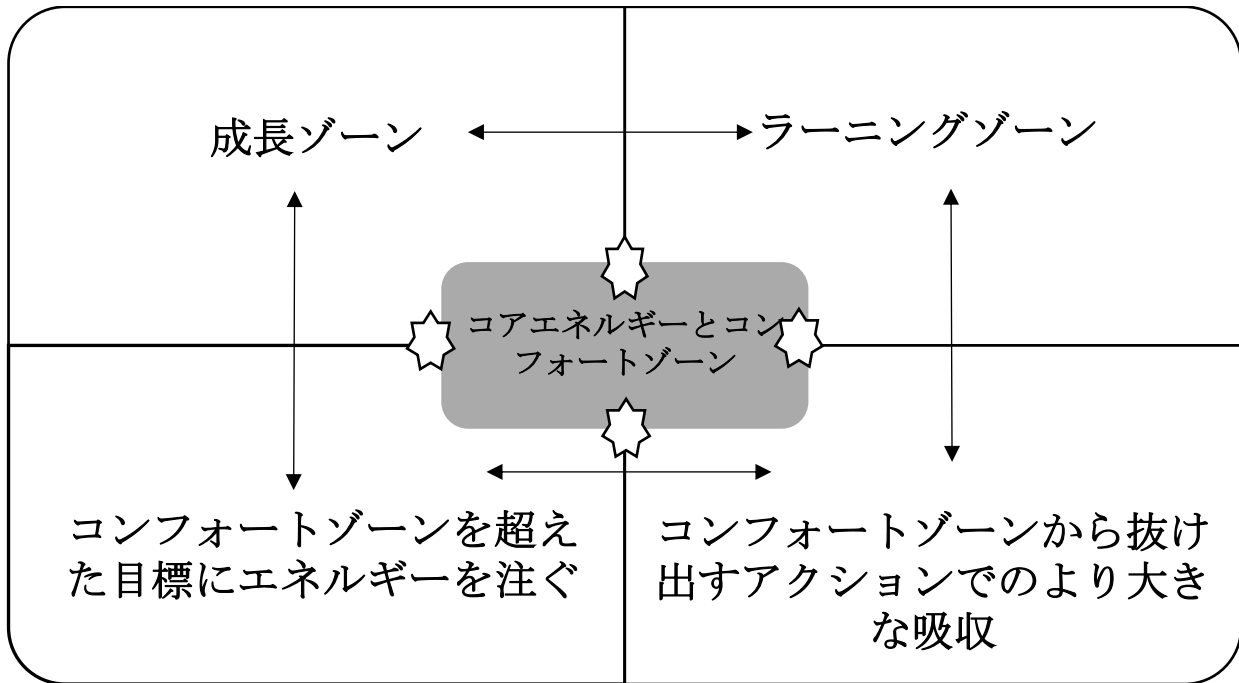 成長ゾーン
ラーニングゾーン
コアエネルギーとコン
フォートゾーン
コンフォートゾーンを超え
た目標にエネルギーを注ぐ
コンフォートゾーンから抜け
出すアクションでのより大き
な吸収